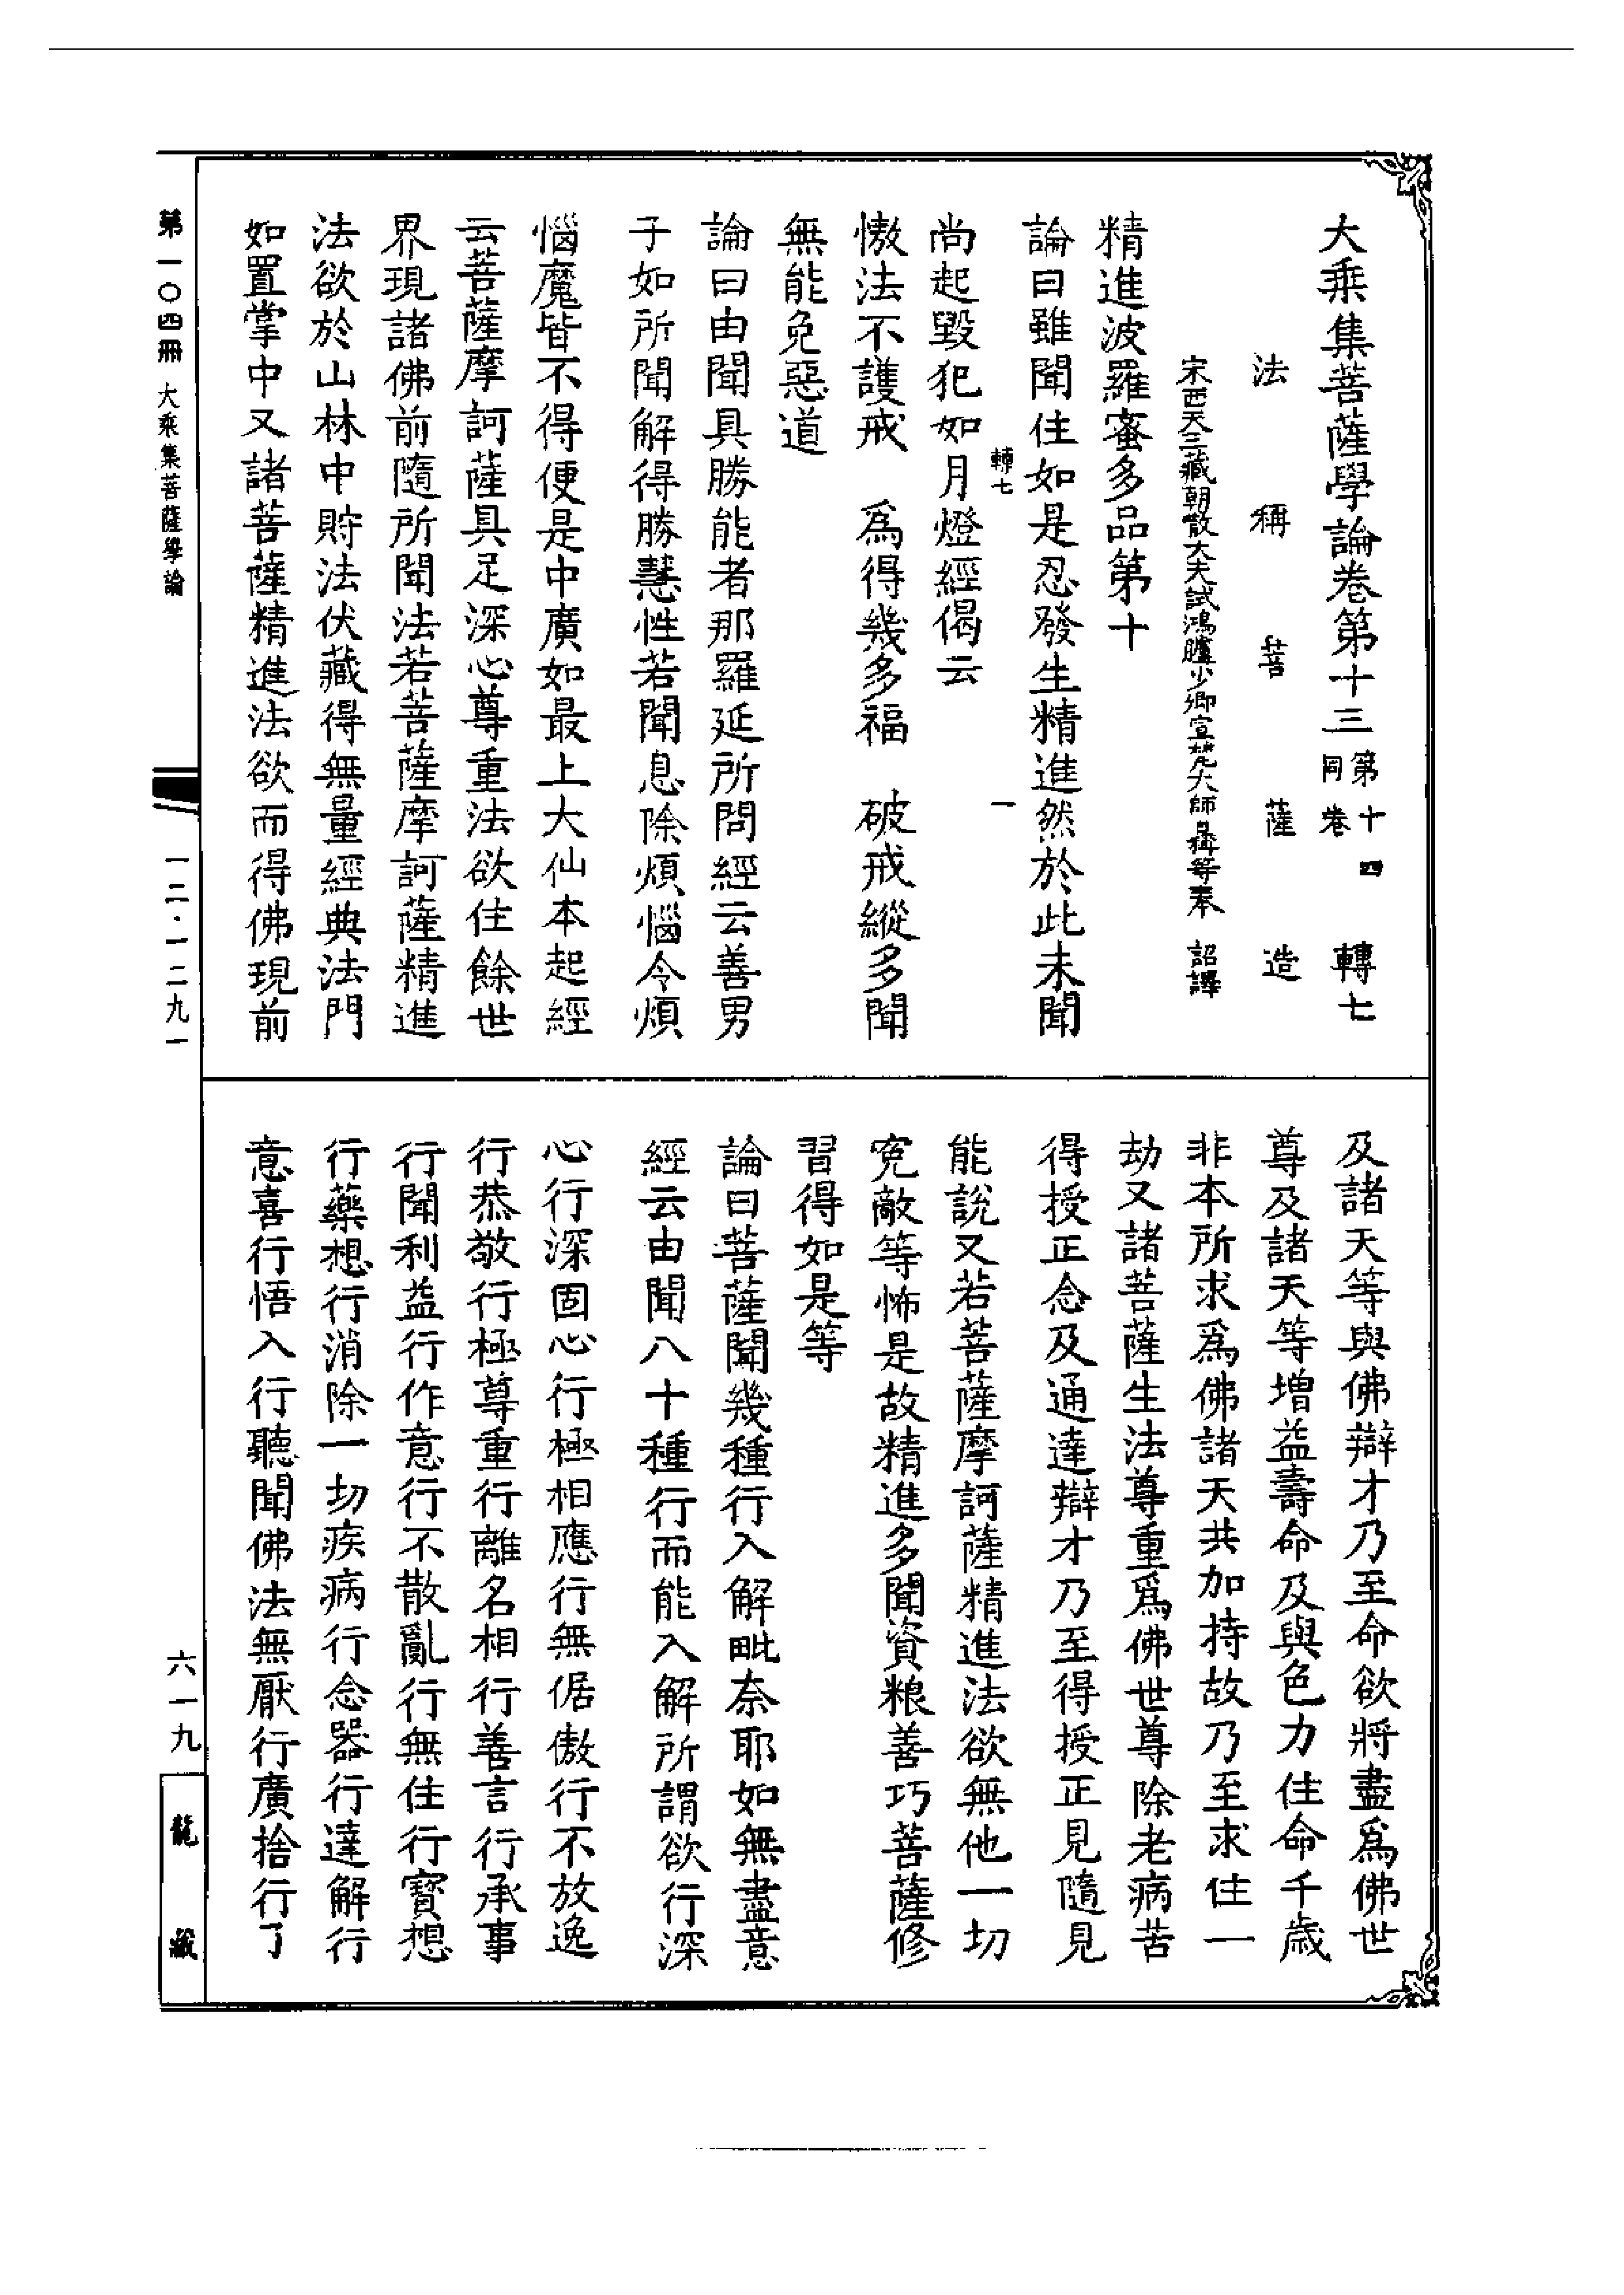 大乘集菩薩學論卷第十三 第十四同卷 轉七
法稱菩薩造
宋西天三藏朝散大夫試鴻臚少卿宣梵大師日稱等奉 詔譯
精進波羅蜜多品第十
論曰雖聞住如是忍發生精進然於此未聞
轉七 一
尚起毀犯如月燈經偈云
慠法不護戒 為得幾多福 破戒縱多聞
無能免惡道
論曰由聞具勝能者那羅延所問經云善男
子如所聞解得勝慧性若聞息除煩惱令煩
惱魔皆不得便是中廣如最上大仙本起經
云菩薩摩訶薩具足深心尊重法欲住餘世
界現諸佛前隨所聞法若菩薩摩訶薩精進
法欲於山林中貯法伏藏得無量經典法門
如置掌中又諸菩薩精進法欲而得佛現前
及諸天等與佛辯才乃至命欲將盡為佛世
尊及諸天等增益壽命及與色力住命千歲
非本所求為佛諸天共加持故乃至求住一
劫又諸菩薩生法尊重為佛世尊除老病苦
得授正念及通達辯才乃至得授正見隨見
能說又若菩薩摩訶薩精進法欲無他一切
冤敵等怖是故精進多聞資粮善巧菩薩修
習得如是等
論曰菩薩聞幾種行入解毗奈耶如無盡意
經云由聞八十種行而能入解所謂欲行深
心行深固心行極相應行無倨傲行不放逸
行恭敬行極尊重行離名相行善言行承事
行聞利益行作意行不散亂行無住行寶想
行藥想行消除一切疾病行念器行達解行
意喜行悟入行聽聞佛法無厭行廣捨行了
第一〇四冊 大乘集菩薩學論
一二·一二九一
六一九
龍藏